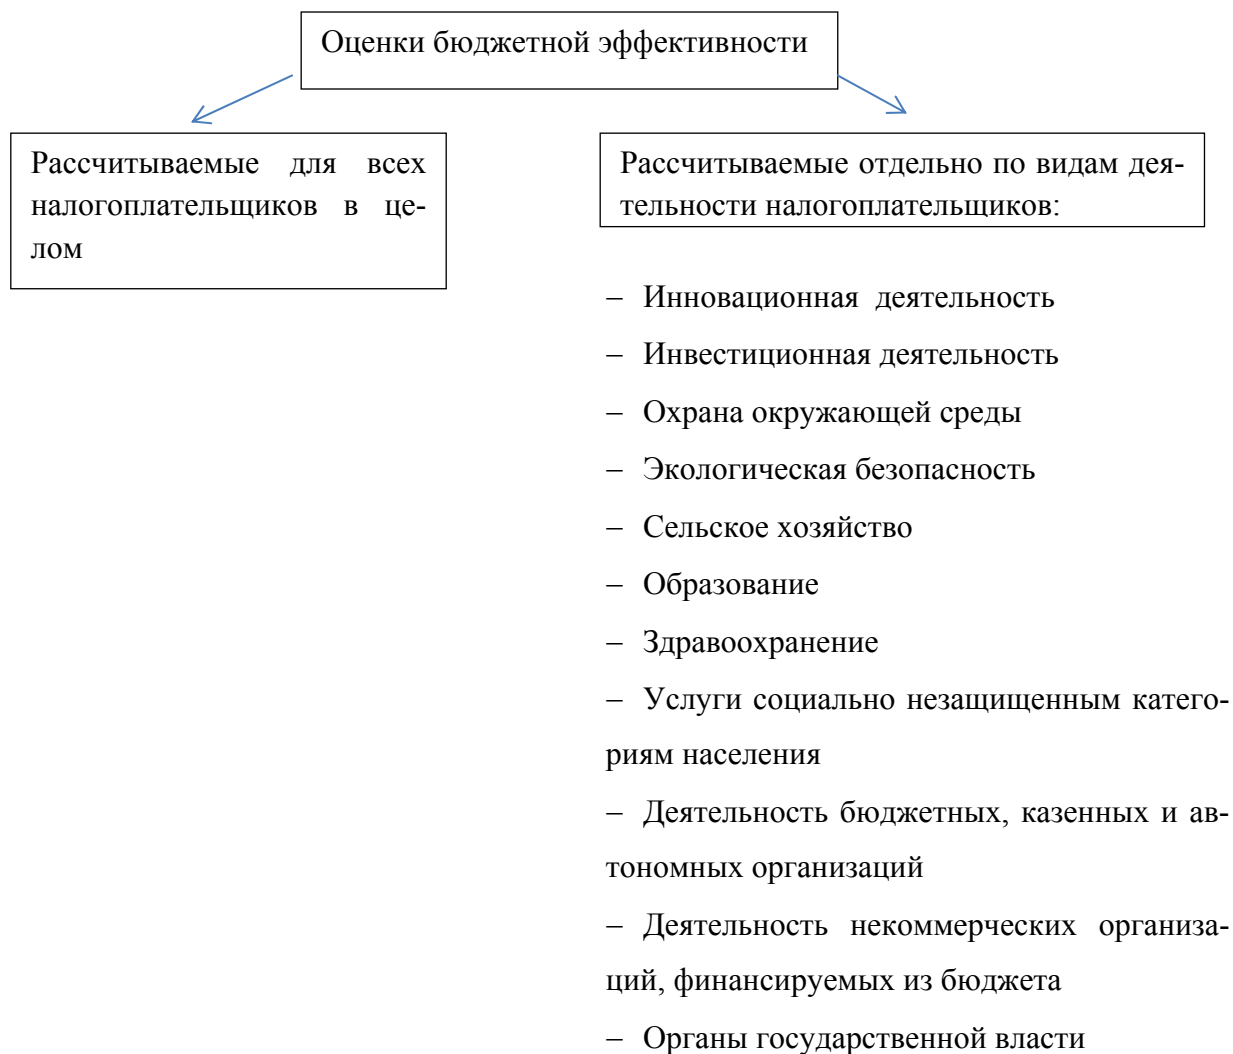 Оценки бюджетной эффективности
Рассчитываемые для всех
налогоплательщиков в це-
лом
Рассчитываемые отдельно по видам дея-
тельности налогоплательщиков:
− Инновационная деятельность
− Инвестиционная деятельность
− Охрана окружающей среды
− Экологическая безопасность
− Сельское хозяйство
− Образование
− Здравоохранение
− Услуги социально незащищенным катего-
риям населения
− Деятельность бюджетных, казенных и ав-
тономных организаций
− Деятельность некоммерческих организа-
ций, финансируемых из бюджета
− Органы государственной власти